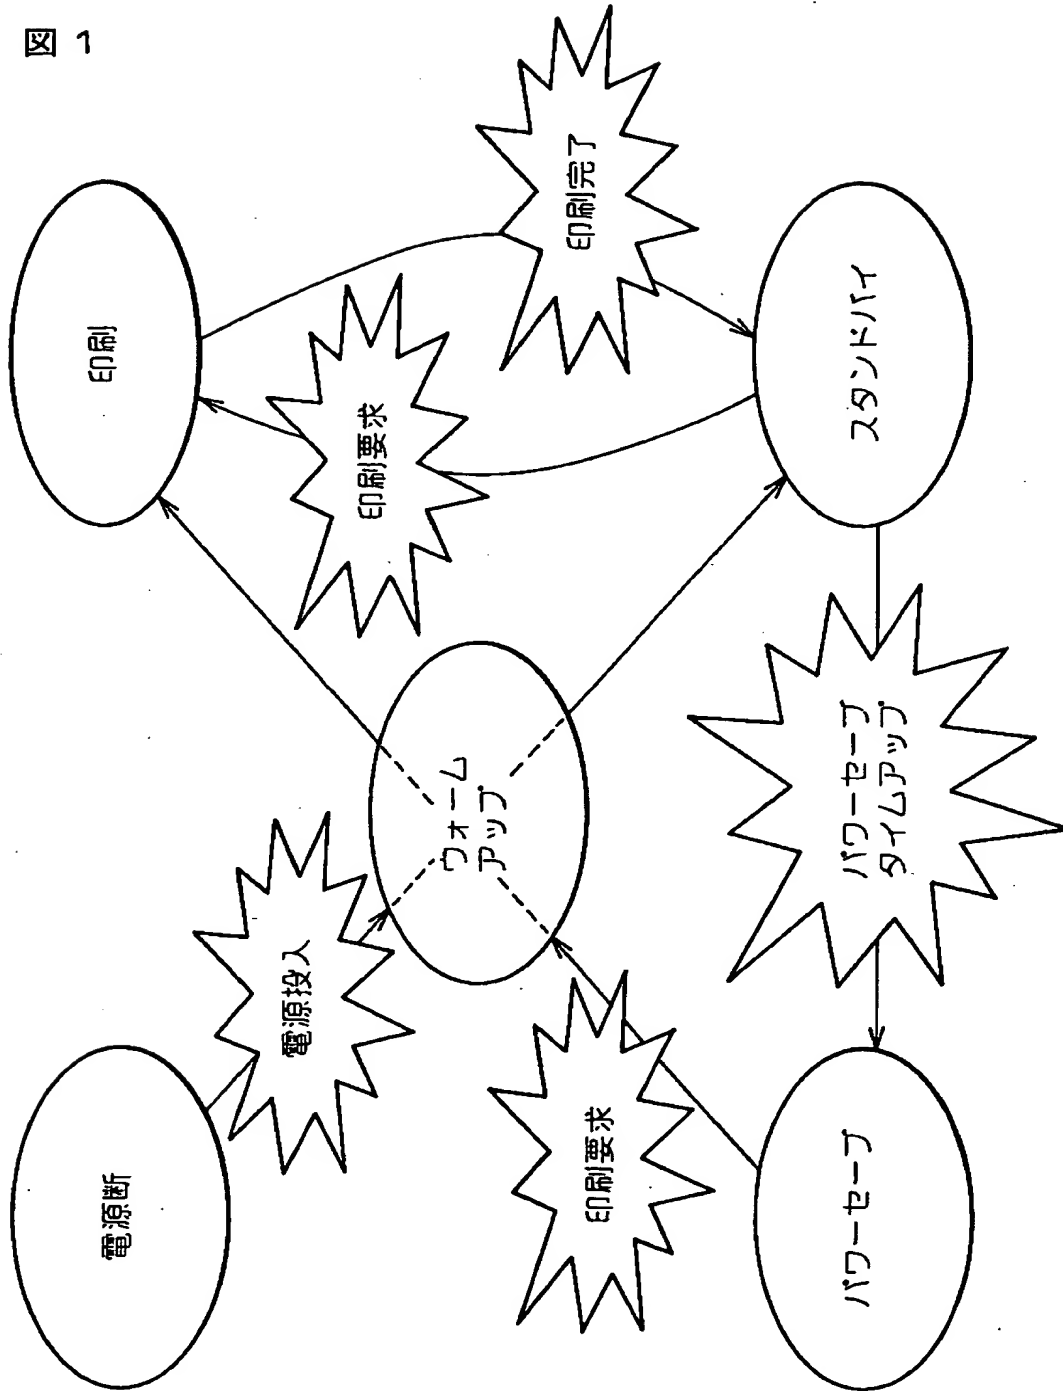 図 1
電源断
電源投入
ウォーム
アップ
印刷
印刷要求
印刷完了
パワーセーブ
印刷要求
パワーセーブ
タイムアップ
スタンドバイ